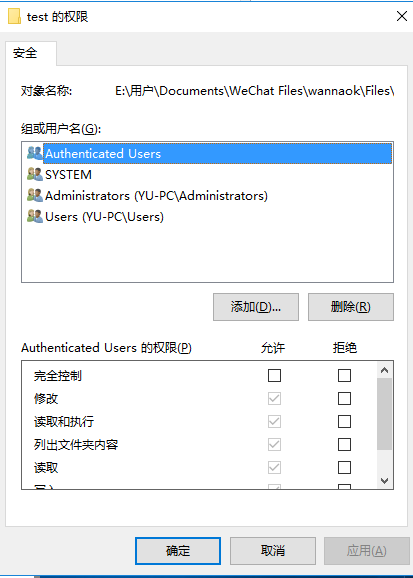 test 的权限
安全
对象名称: E:\用户\Documents\WeChat Files\wannaok\Files\
组或用户名(G):
Authenticated Users
SYSTEM
Administrators (YU-PC\Administrators)
Users (YU-PC\Users)
添加(D)... 删除(R)
Authenticated Users 的权限(P) 允许 拒绝
完全控制
修改
读取和执行
列出文件夹内容
读取
确定 取消 应用(A)